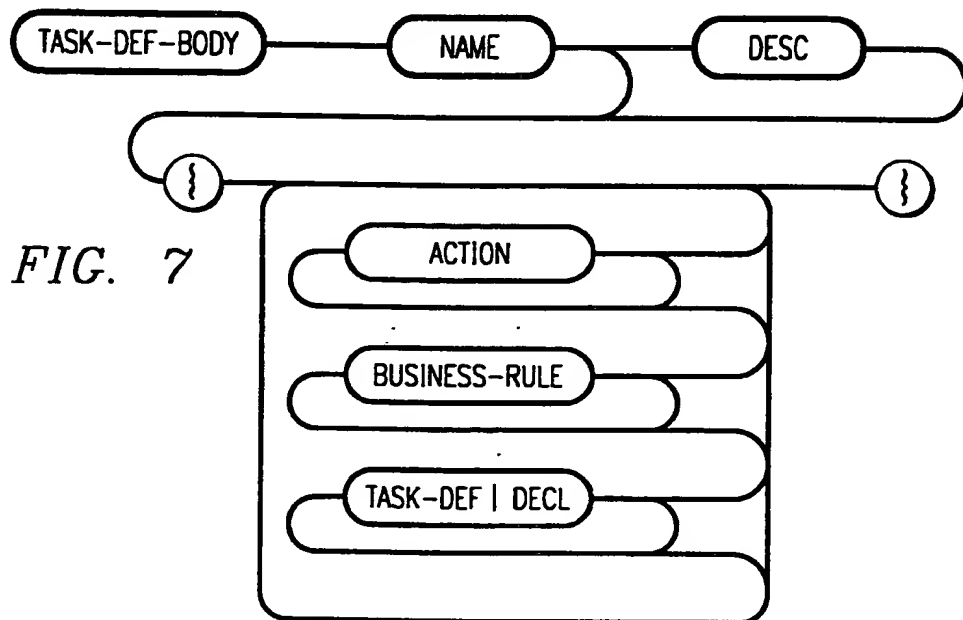 TASK-DEF-BODY NAME DESC
{ }
ACTION
FIG. 7
BUSINESS-RULE
TASK-DEF | DECL